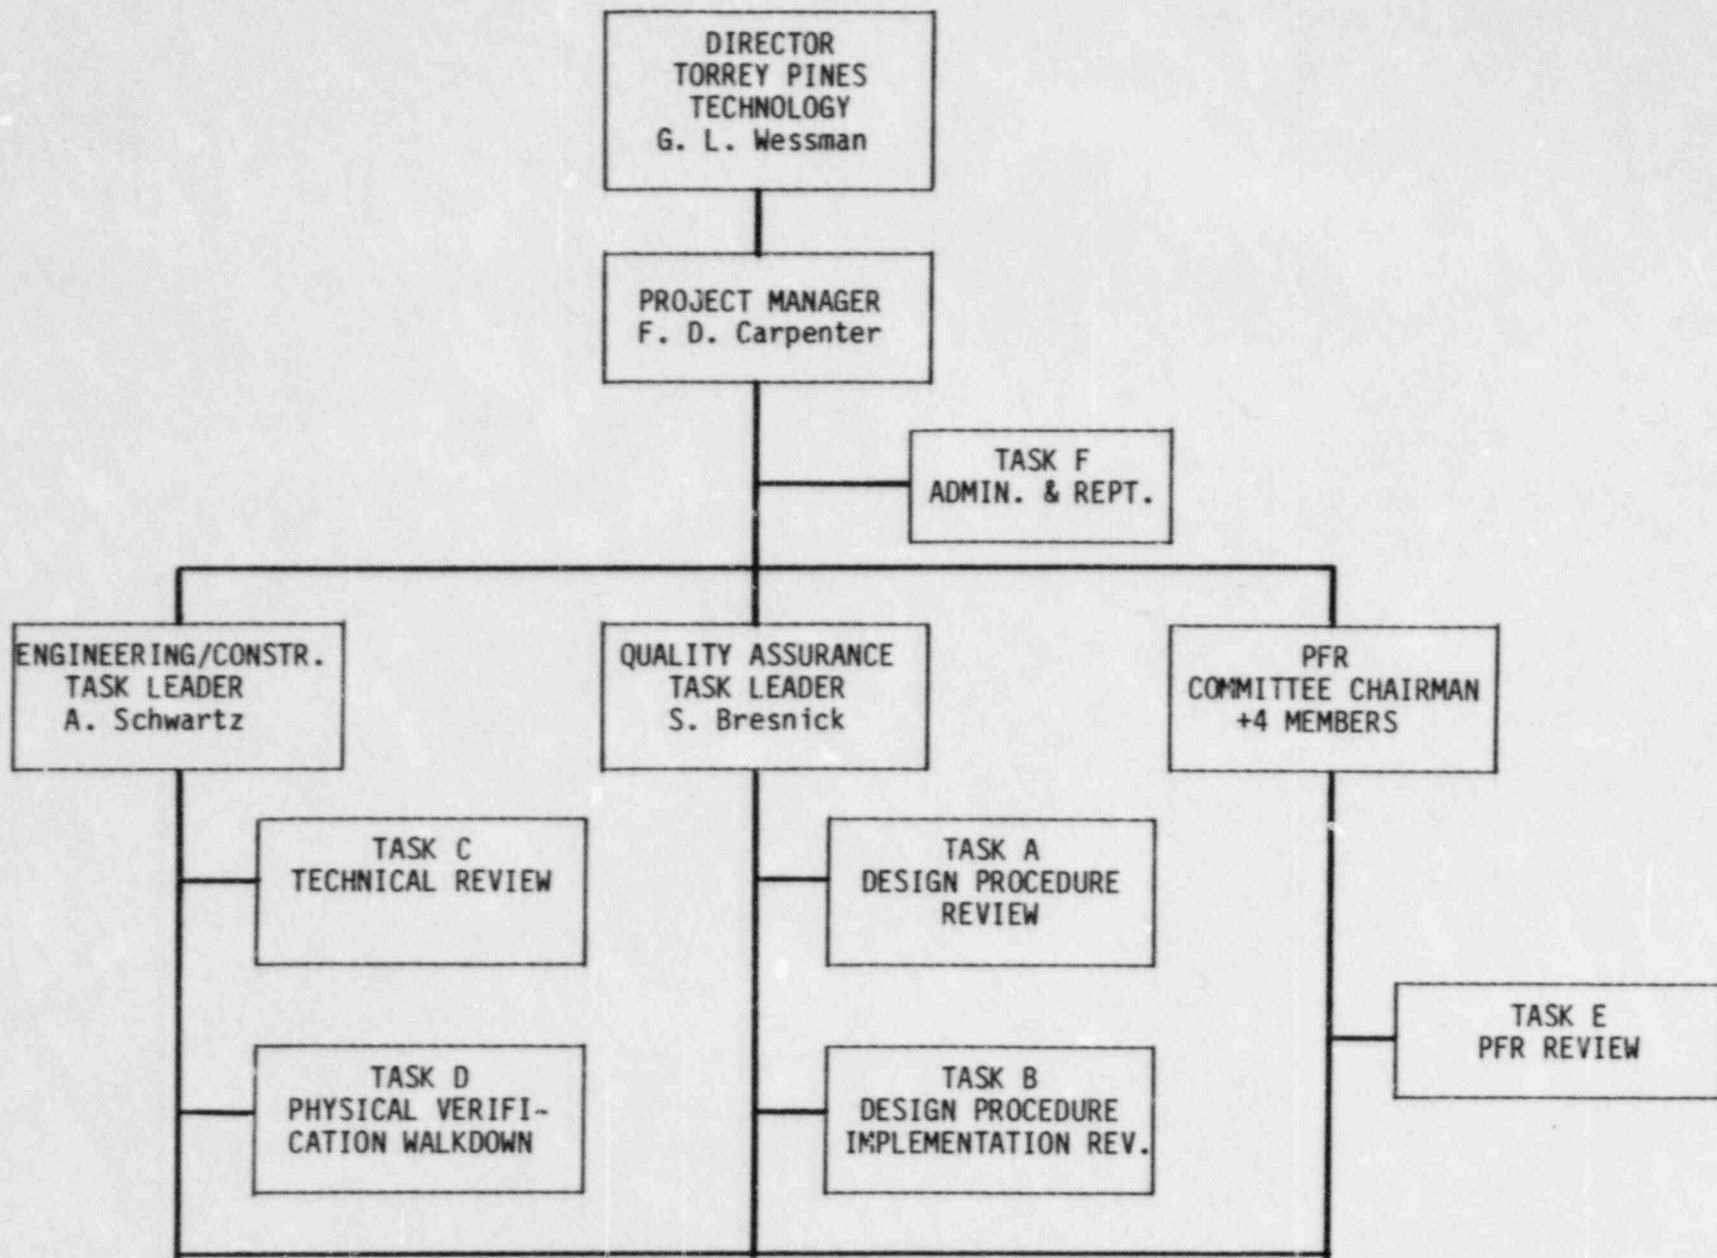 DIRECTOR
TORREY PINES
TECHNOLOGY
G. L. Wessman
PROJECT MANAGER
F. D. Carpenter
TASK F
ADMIN. & REPT.
ENGINEERING/CONSTR.
TASK LEADER
A. Schwartz
QUALITY ASSURANCE
TASK LEADER
S. Bresnick
PFR
COMMITTEE CHAIRMAN
+4 MEMBERS
TASK C
TECHNICAL REVIEW
TASK A
DESIGN PROCEDURE
REVIEW
TASK E
PFR REVIEW
TASK D
PHYSICAL VERIFI-
CATION WALKDOWN
TASK B
DESIGN PROCEDURE
IMPLEMENTATION REV.